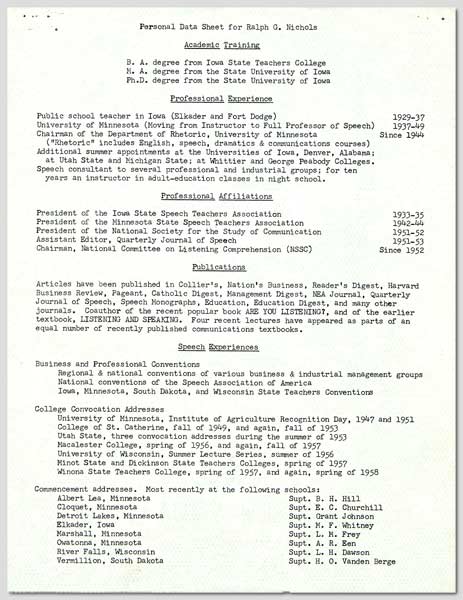 Personal Data Sheet for Ralph G. Nichols
Academic Training
B. A. degree from Iowa State Teachers College
M. A. degree from the State University of Iowa
Ph.D. degree from the State University of Iowa
Professional Experience
Public school teacher in Iowa (Elkader and Fort Dodge) 1929-37
University of Minnesota (Moving from Instructor to Full Professor of Speech) 1937-49
Chairman of the Department of Rhetoric, University of Minnesota Since 1944
("Rhetoric" includes English, speech, dramatics & communications courses)
Additional summer appointments at the Universities of Iowa, Denver, Alabama;
at Utah State and Michigan State; at Whittier and George Peabody Colleges.
Speech consultant to several professional and industrial groups; for ten
years an instructor in adult-education classes in night school.
Professional Affiliations
President of the Iowa State Speech Teachers Association 1933-35
President of the Minnesota State Speech Teachers Association 1942-44
President of the National Society for the Study of Communication 1951-52
Assistant Editor, Quarterly Journal of Speech 1951-53
Chairman, National Committee on Listening Comprehension (NSSC) Since 1952
Publications
Articles have been published in Collier's, Nation's Business, Reader's Digest, Harvard
Business Review, Pageant, Catholic Digest, Management Digest, NEA Journal, Quarterly
Journal of Speech, Speech Monographs, Education, Education Digest, and many other
journals. Coauthor of the recent popular book ARE YOU LISTENING?, and of the earlier
textbook, LISTENING AND SPEAKING. Four recent lectures have appeared as parts of an
equal number of recently published communications textbooks.
Speech Experiences
Business and Professional Conventions
Regional & national conventions of various business & industrial management groups
National conventions of the Speech Association of America
Iowa, Minnesota, South Dakota, and Wisconsin State Teachers Conventions
College Convocation Addresses
University of Minnesota, Institute of Agriculture Recognition Day, 1947 and 1951
College of St. Catherine, fall of 1949, and again, fall of 1953
Utah State, three convocation addresses during the summer of 1953
Macalester College, spring of 1956, and again, fall of 1957
University of Wisconsin, Summer Lecture Series, summer of 1956
Minot State and Dickinson State Teachers Colleges, spring of 1957
Winona State Teachers College, spring of 1957, and again, spring of 1958
Commencement addresses. Most recently at the following schools:
Albert Lea, Minnesota Supt. B. H. Hill
Cloquet, Minnesota Supt. E. C. Churchill
Detroit Lakes, Minnesota Supt. Grant Johnson
Elkader, Iowa Supt. M. F. Whitney
Marshall, Minnesota Supt. L. M. Frey
Owatonna, Minnesota Supt. A. R. Een
River Falls, Wisconsin Supt. L. H. Dawson
Vermillion, South Dakota Supt. H. O. Vanden Berge